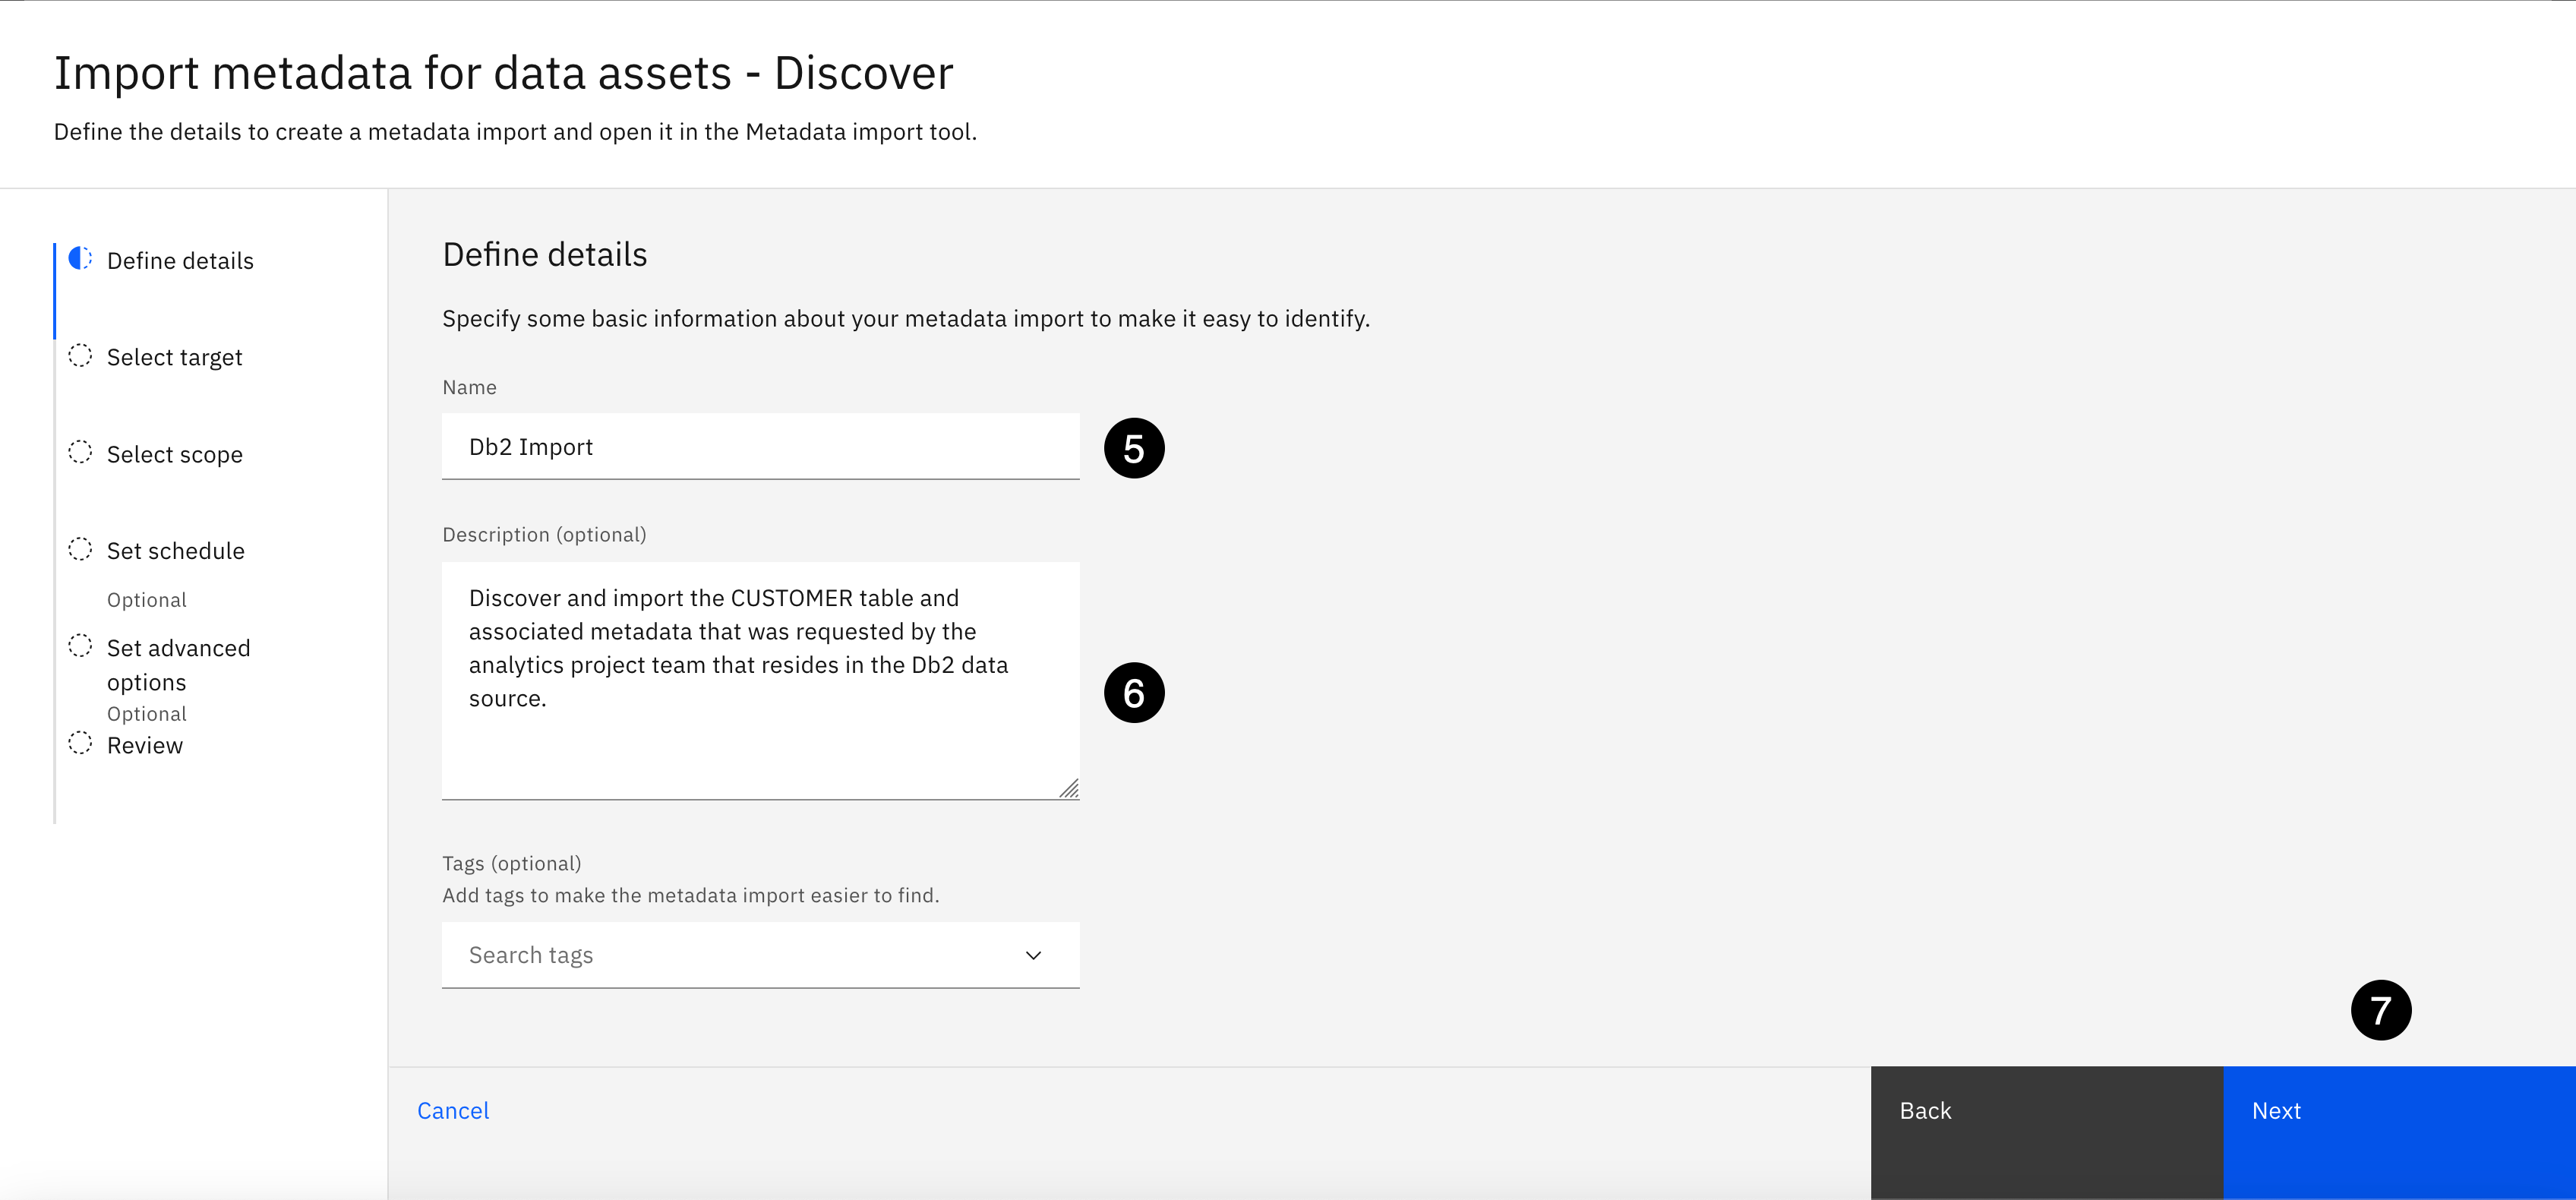 Import metadata for data assets - Discover
Define the details to create a metadata import and open it in the Metadata import tool.
Define details
Select target
Select scope
Set schedule
Optional
Set advanced
options
Optional
Review
Define details
Specify some basic information about your metadata import to make it easy to identify.
Name
Db2 Import
5
Description (optional)
Discover and import the CUSTOMER table and
associated metadata that was requested by the
analytics project team that resides in the Db2 data
source.
6
Tags (optional)
Add tags to make the metadata import easier to find.
Search tags
7
Cancel
Back
Next